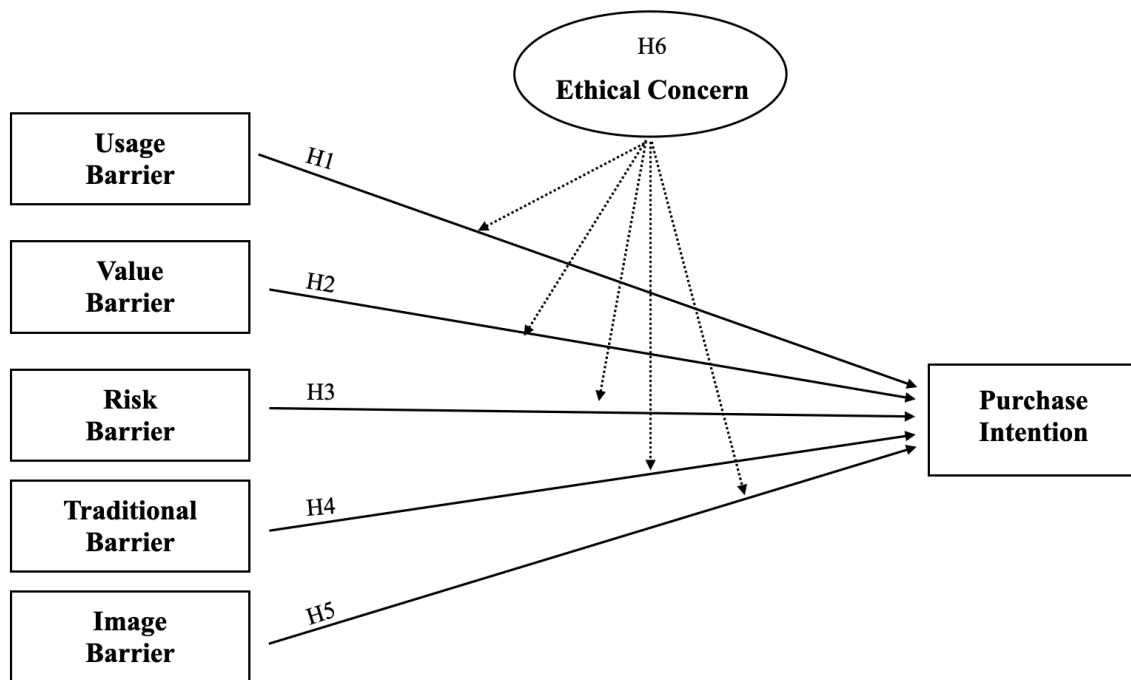 H6
Ethical Concern
Usage
Barrier
H1
Value
Barrier
H2
Risk
Barrier
H3
Purchase
Intention
Traditional
Barrier
H4
Image
Barrier
H5